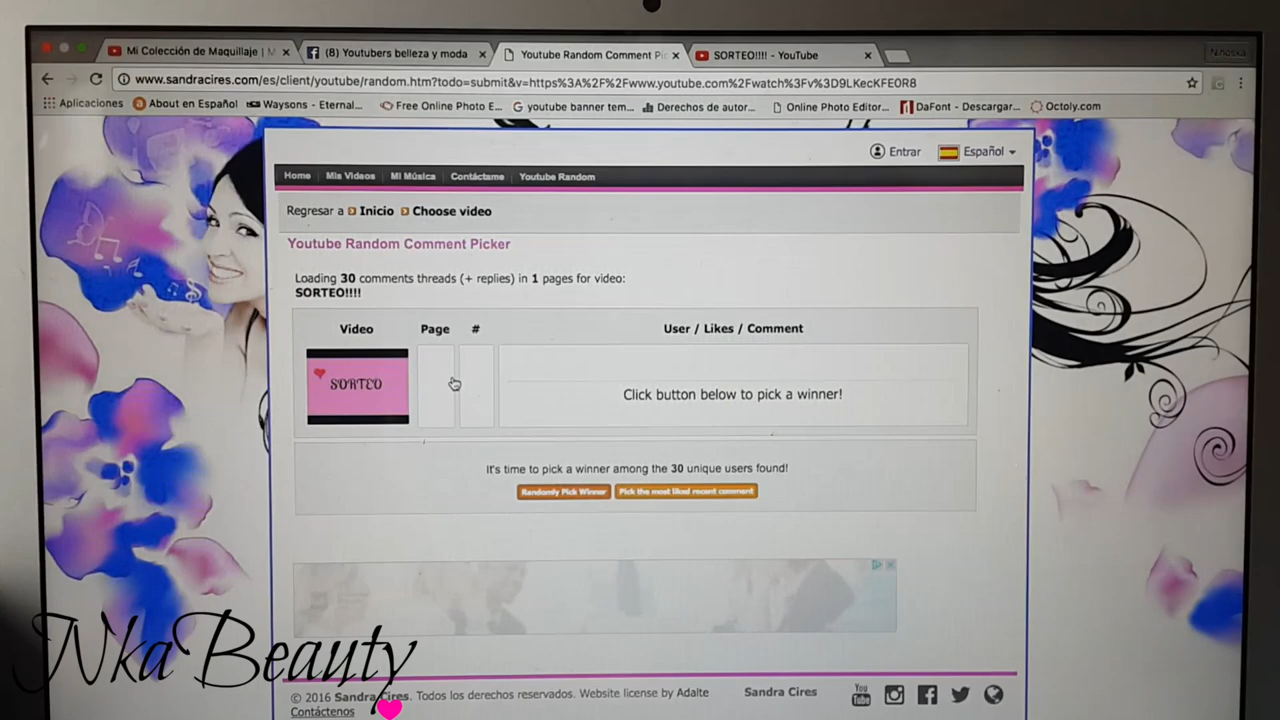 Mi Colección de Maquillaje | M
(8) Youtubers belleza y moda
Youtube Random Comment Pic
SORTEO!!!! - YouTube
Ninoska
www.sandracires.com/es/client/youtube/random.htm?todo=submit&v=https%3A%2F%2Fwww.youtube.com%2Fwatch%3Fv%3D9LKecKFE0R8
Aplicaciones
About en Español
Waysons - Eternal...
Free Online Photo E...
youtube banner tem...
Derechos de autor...
Online Photo Editor...
DaFont - Descargar...
Octoly.com
Entrar
Español
Home
Mis Videos
Mi Música
Contáctame
Youtube Random
Regresar a Inicio Choose video
Youtube Random Comment Picker
Loading 30 comments threads (+ replies) in 1 pages for video:
SORTEO!!!!
Video Page # User / Likes / Comment
SORTEO
Click button below to pick a winner!
It's time to pick a winner among the 30 unique users found!
Randomly Pick Winner
Pick the most liked recent comment
NkaBeauty
© 2016 Sandra Cires. Todos los derechos reservados. Website license by Adalte
Contáctenos
Sandra Cires
You Tube